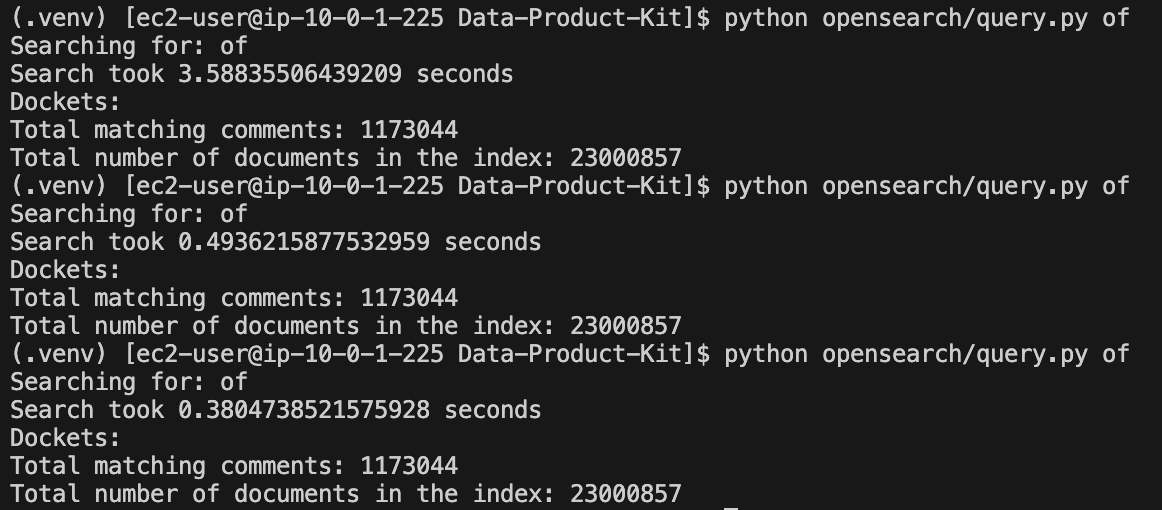 (.venv) [ec2-user@ip-10-0-1-225 Data-Product-Kit]$ python opensearch/query.py of
Searching for: of
Search took 3.58835506439209 seconds
Dockets:
Total matching comments: 1173044
Total number of documents in the index: 23000857
(.venv) [ec2-user@ip-10-0-1-225 Data-Product-Kit]$ python opensearch/query.py of
Searching for: of
Search took 0.4936215877532959 seconds
Dockets:
Total matching comments: 1173044
Total number of documents in the index: 23000857
(.venv) [ec2-user@ip-10-0-1-225 Data-Product-Kit]$ python opensearch/query.py of
Searching for: of
Search took 0.3804738521575928 seconds
Dockets:
Total matching comments: 1173044
Total number of documents in the index: 23000857